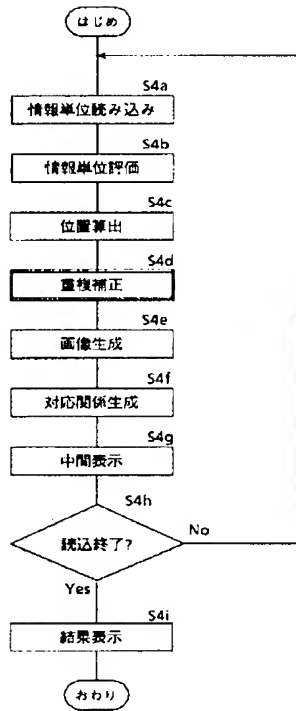 はじめ
S4a
情報単位読み込み
S4b
情報単位評価
S4c
位置算出
S4d
重複補正
S4e
画像生成
S4f
対応関係生成
S4g
中間表示
S4h
読込終了?
No
Yes
S4i
結果表示
おわり